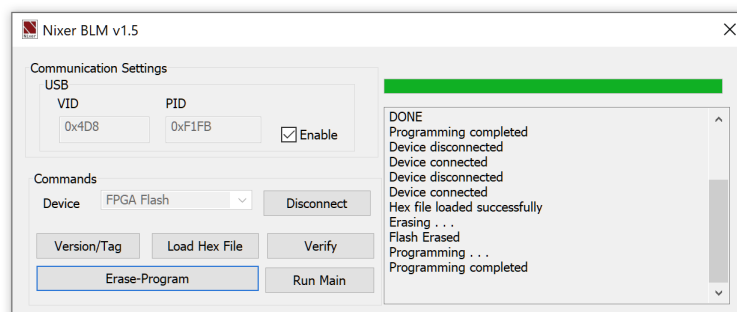 Nixer BLM v1.5
Communication Settings
USB
VID
PID
0x4D8
0xF1FB
Enable
Commands
Device
FPGA Flash
Disconnect
Version/Tag
Load Hex File
Verify
Erase-Program
Run Main
DONE
Programming completed
Device disconnected
Device connected
Device disconnected
Device connected
Hex file loaded successfully
Erasing . . .
Flash Erased
Programming . . .
Programming completed